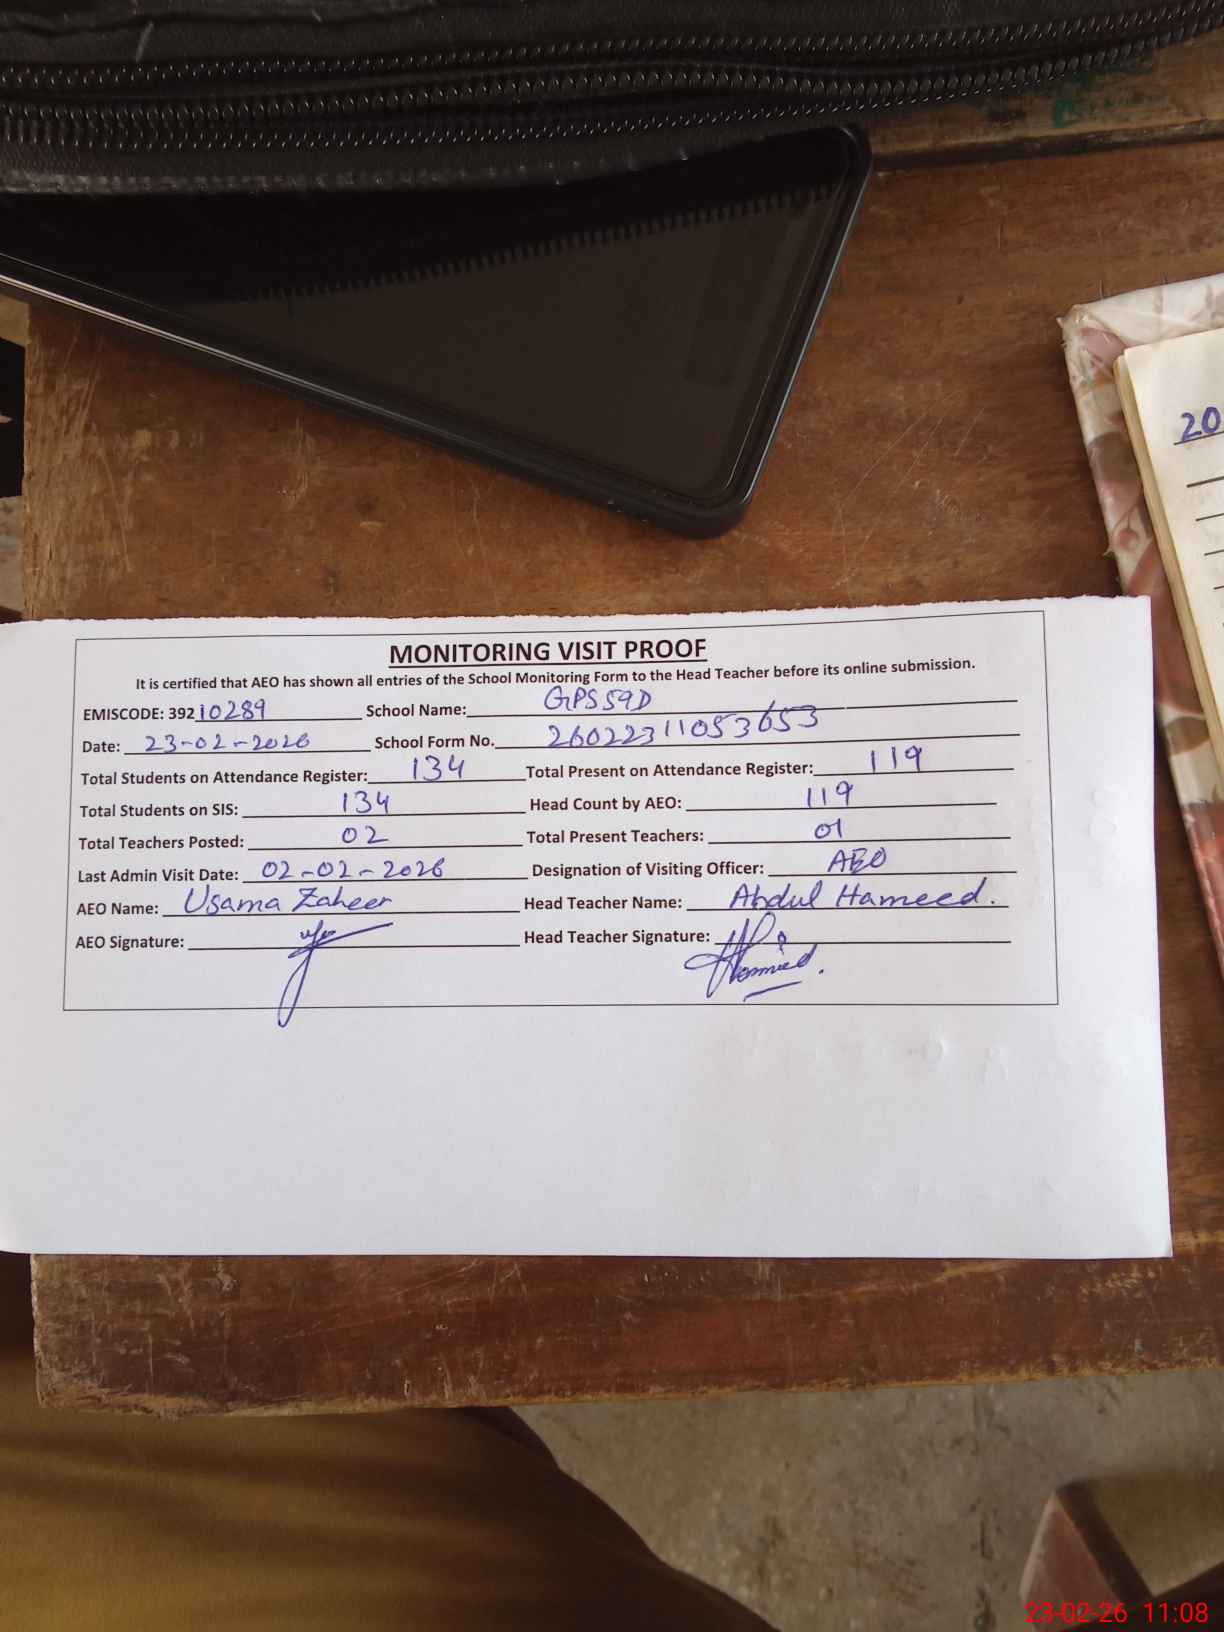 MONITORING VISIT PROOF
It is certified that AEO has shown all entries of the School Monitoring Form to the Head Teacher before its online submission.
EMISCODE: 39210289 School Name: GPS 59D
Date: 23-02-2026 School Form No. 26022311053653
Total Students on Attendance Register: 134 Total Present on Attendance Register: 119
Total Students on SIS: 134 Head Count by AEO: 119
Total Teachers Posted: 02 Total Present Teachers: 01
Last Admin Visit Date: 02-02-2026 Designation of Visiting Officer: AEO
AEO Name: Usama Zaheer Head Teacher Name: Abdul Hameed.
AEO Signature: Head Teacher Signature: Hameed.
20
23-02-26 11:08